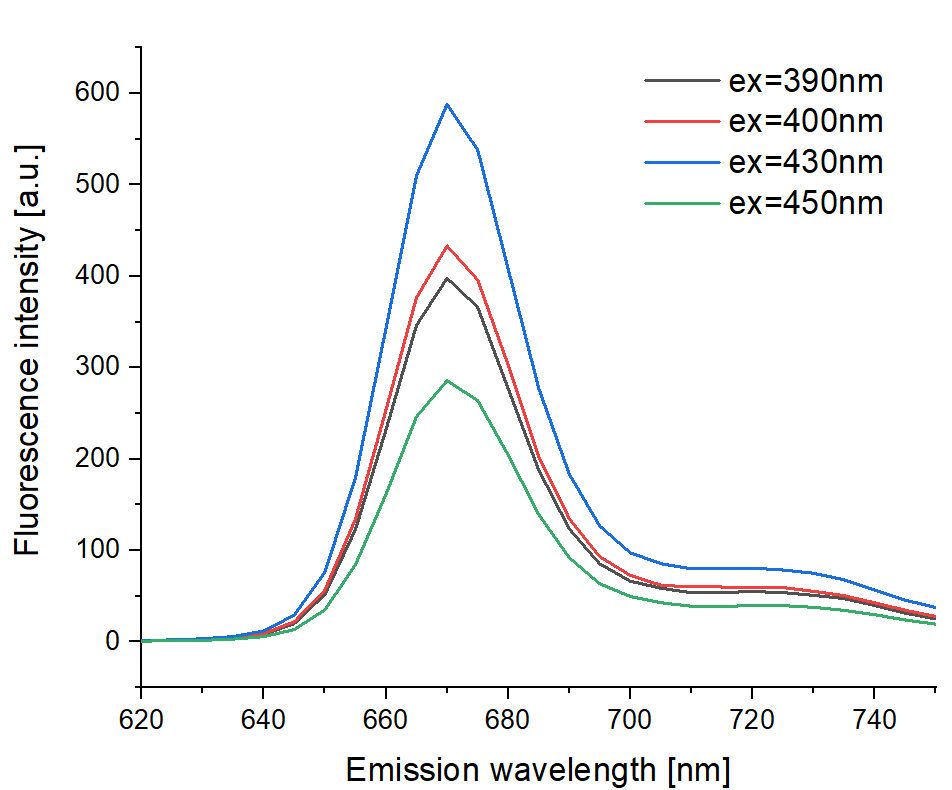 ex=390nm
ex=400nm
ex=430nm
ex=450nm
Fluorescence intensity [a.u.]
600
500
400
300
200
100
0
620 640 660 680 700 720 740
Emission wavelength [nm]